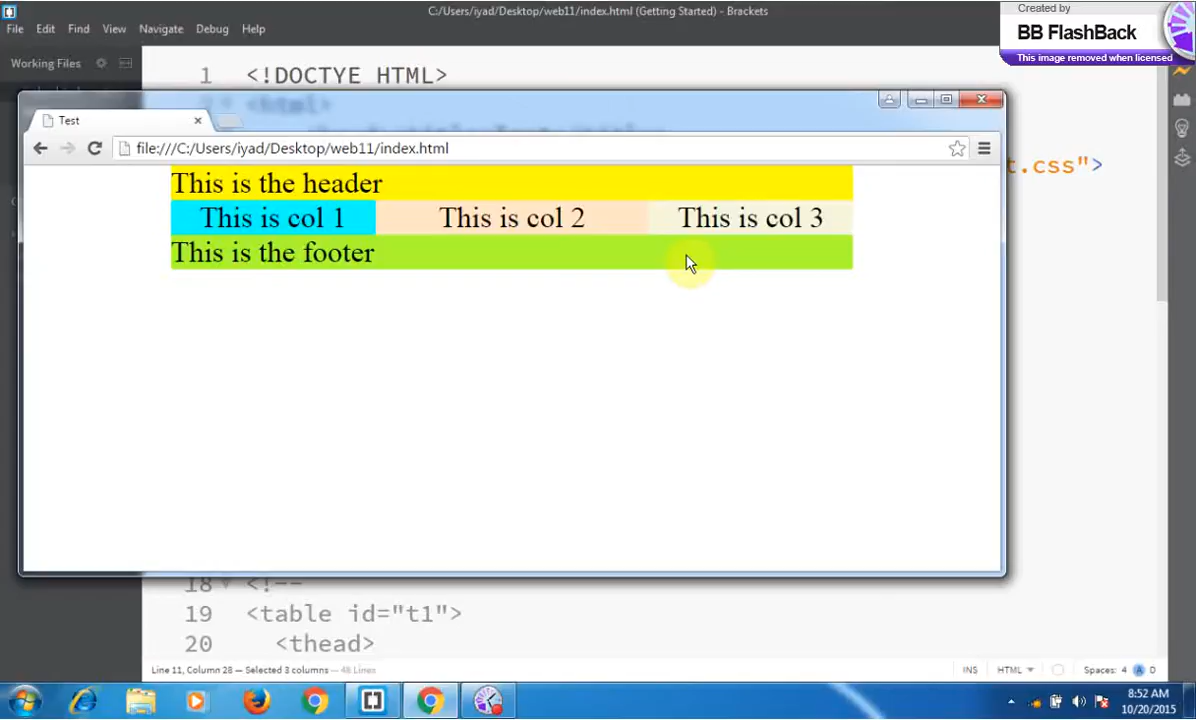 C:/Users/iyad/Desktop/web11/index.html (Getting Started) - Brackets
Created by
BB FlashBack
This image removed when licensed
File Edit Find View Navigate Debug Help
Working Files
1 <!DOCTYE HTML>
2 <html>
Test
file:///C:/Users/iyad/Desktop/web11/index.html
t.css">
This is the header
This is col 1 This is col 2 This is col 3
This is the footer
18 <!--
19 <table id="t1">
20 <thead>
Line 11, Column 28 — Selected 3 columns — 48 Lines
INS HTML Spaces: 4 A 0
8:52 AM
10/20/2015